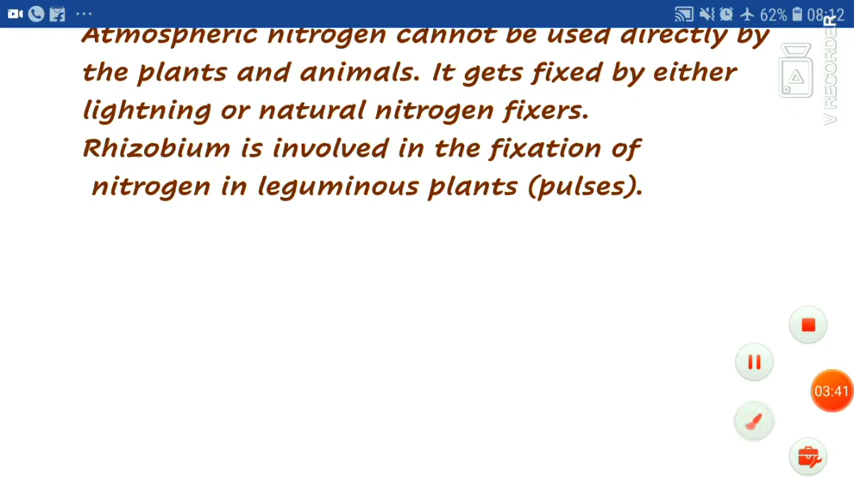 62% 08:12
Atmospheric nitrogen cannot be used directly by
the plants and animals. It gets fixed by either
lightning or natural nitrogen fixers.
Rhizobium is involved in the fixation of
nitrogen in leguminous plants (pulses).
V RECORDER
03:41